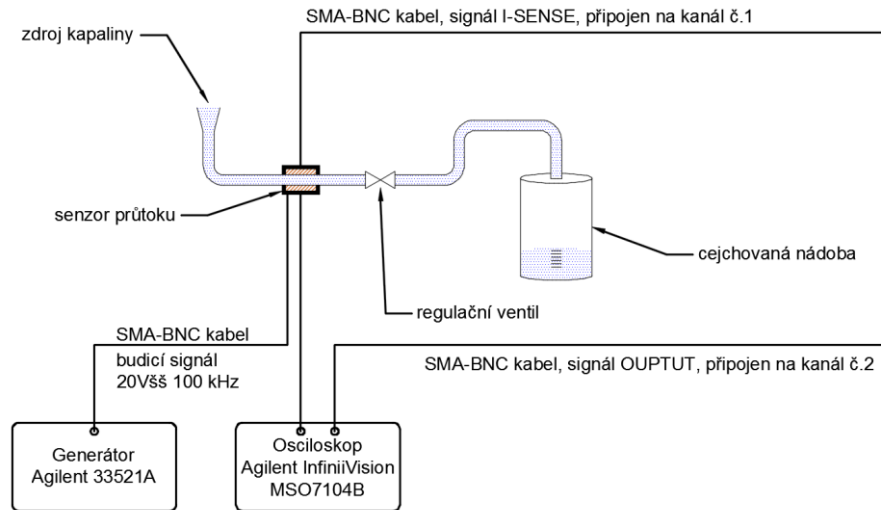 SMA-BNC kabel, signál I-SENSE, připojen na kanál č.1
zdroj kapaliny
senzor průtoku
cejchovaná nádoba
regulační ventil
SMA-BNC kabel
budicí signál
20Všš 100 kHz
SMA-BNC kabel, signál OUPTUT, připojen na kanál č.2
Generátor
Agilent 33521A
Osciloskop
Agilent InfiniiVision
MSO7104B